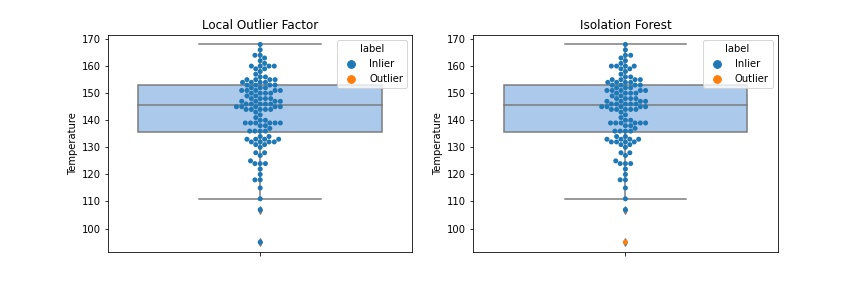 Local Outlier Factor
170
160
150
140
130
120
110
100
Temperature
label
Inlier
Outlier
Isolation Forest
170
160
150
140
130
120
110
100
Temperature
label
Inlier
Outlier